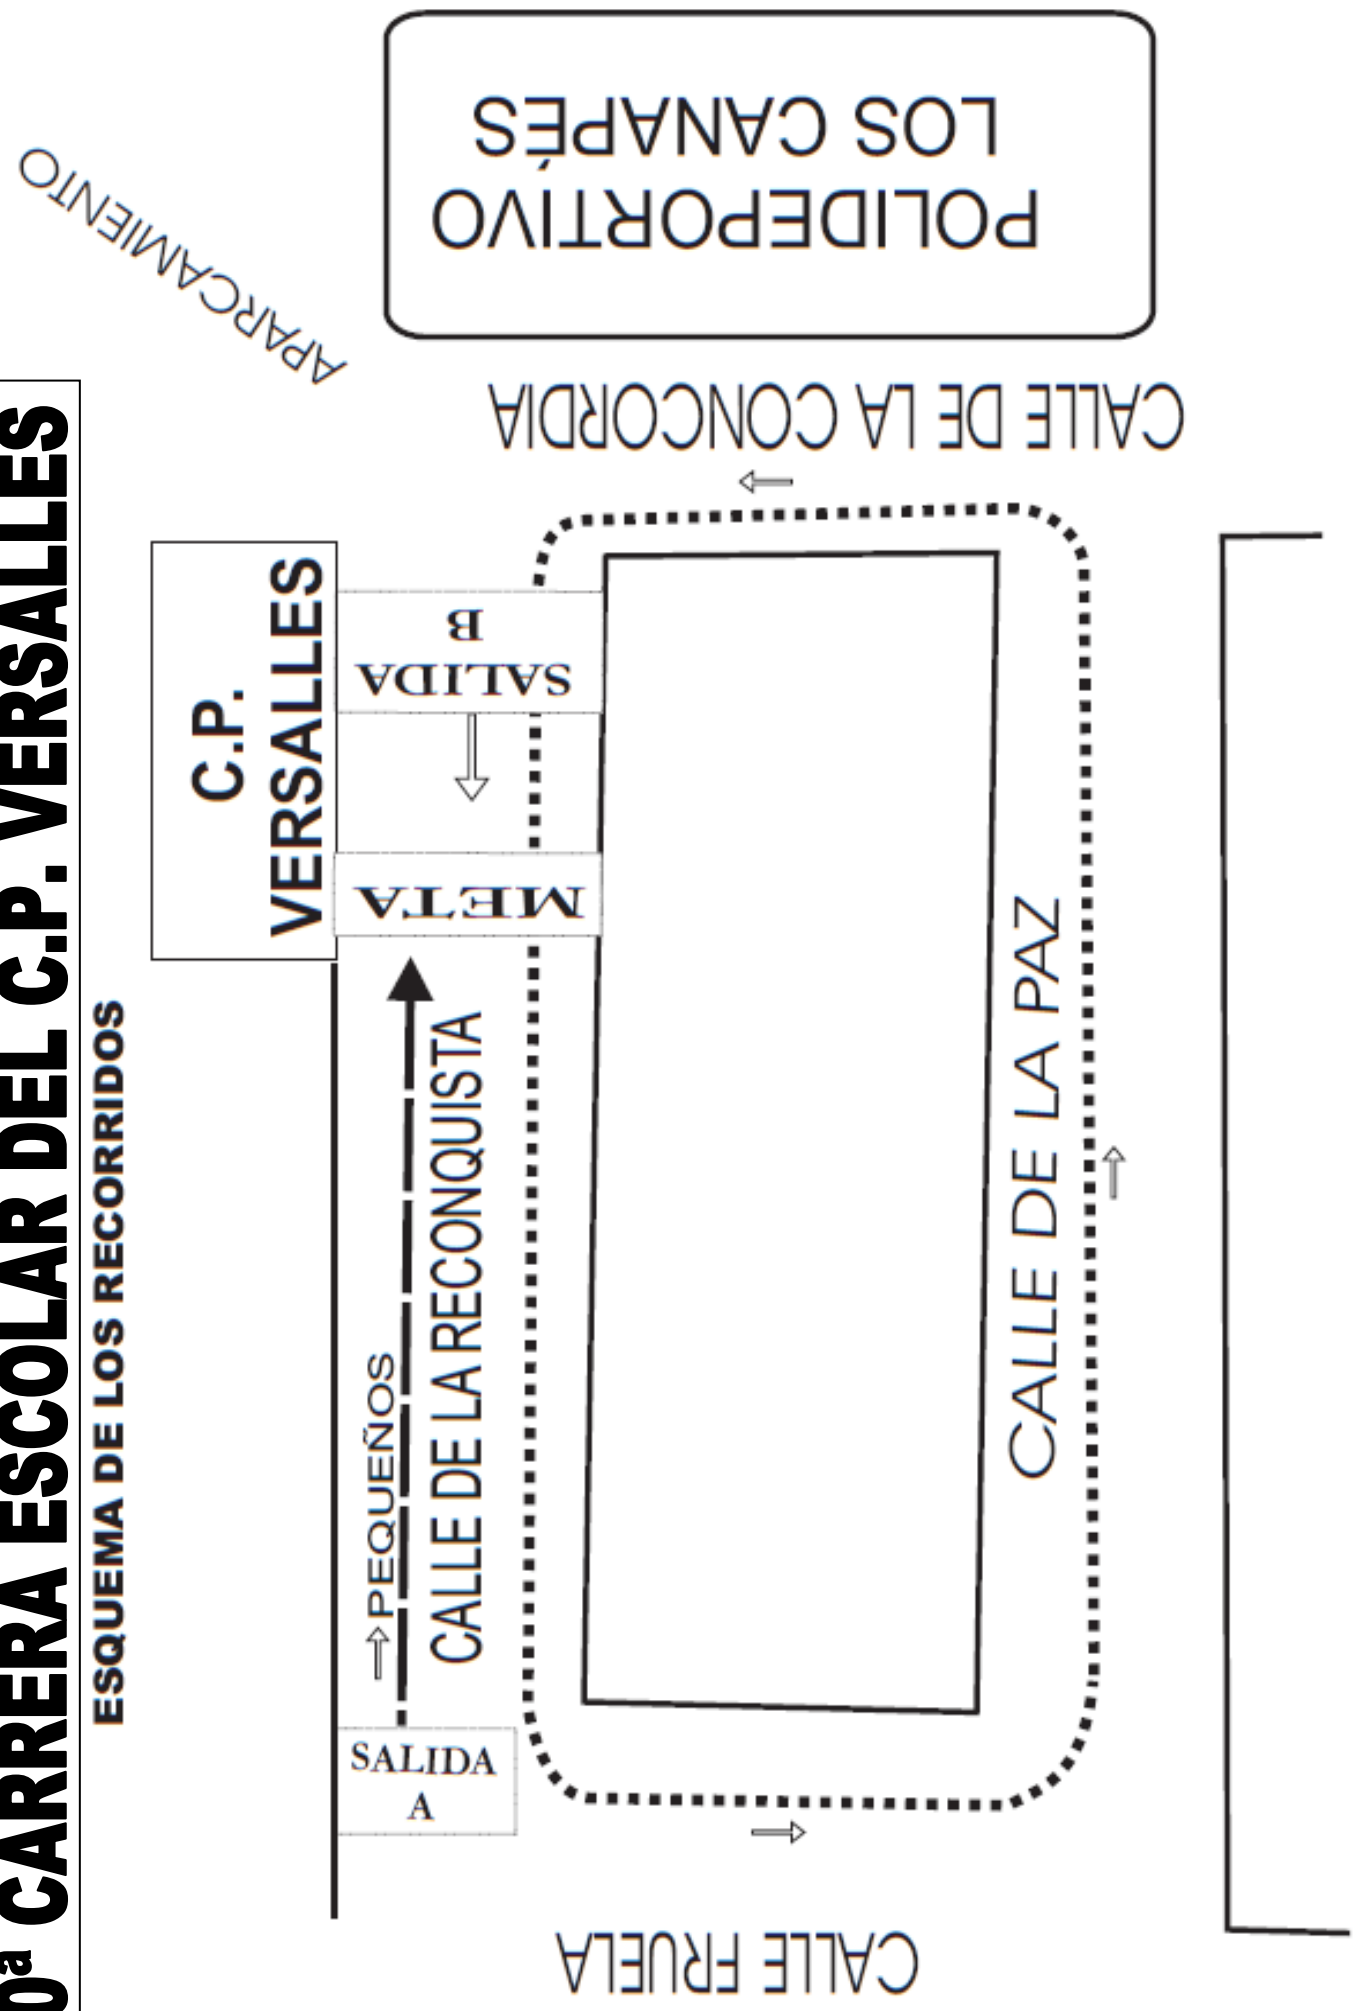 0ª CARRERA ESCOLAR DEL C.P. VERSALLES
ESQUEMA DE LOS RECORRIDOS
POLIDEPORTIVO
LOS CANAPÉS
APARCAMIENTO
CALLE DE LA CONCORDIA
C.P.
VERSALLES
SALIDA
B
META
PEQUEÑOS
CALLE DE LA RECONQUISTA
CALLE DE LA PAZ
SALIDA
A
CALLE FRUELA